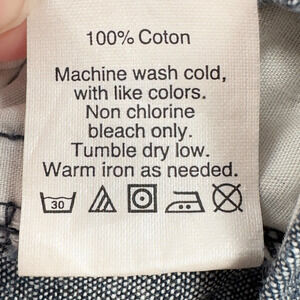 100% Coton
Machine wash cold,
with like colors.
Non chlorine
bleach only.
Tumble dry low.
Warm iron as needed.
30